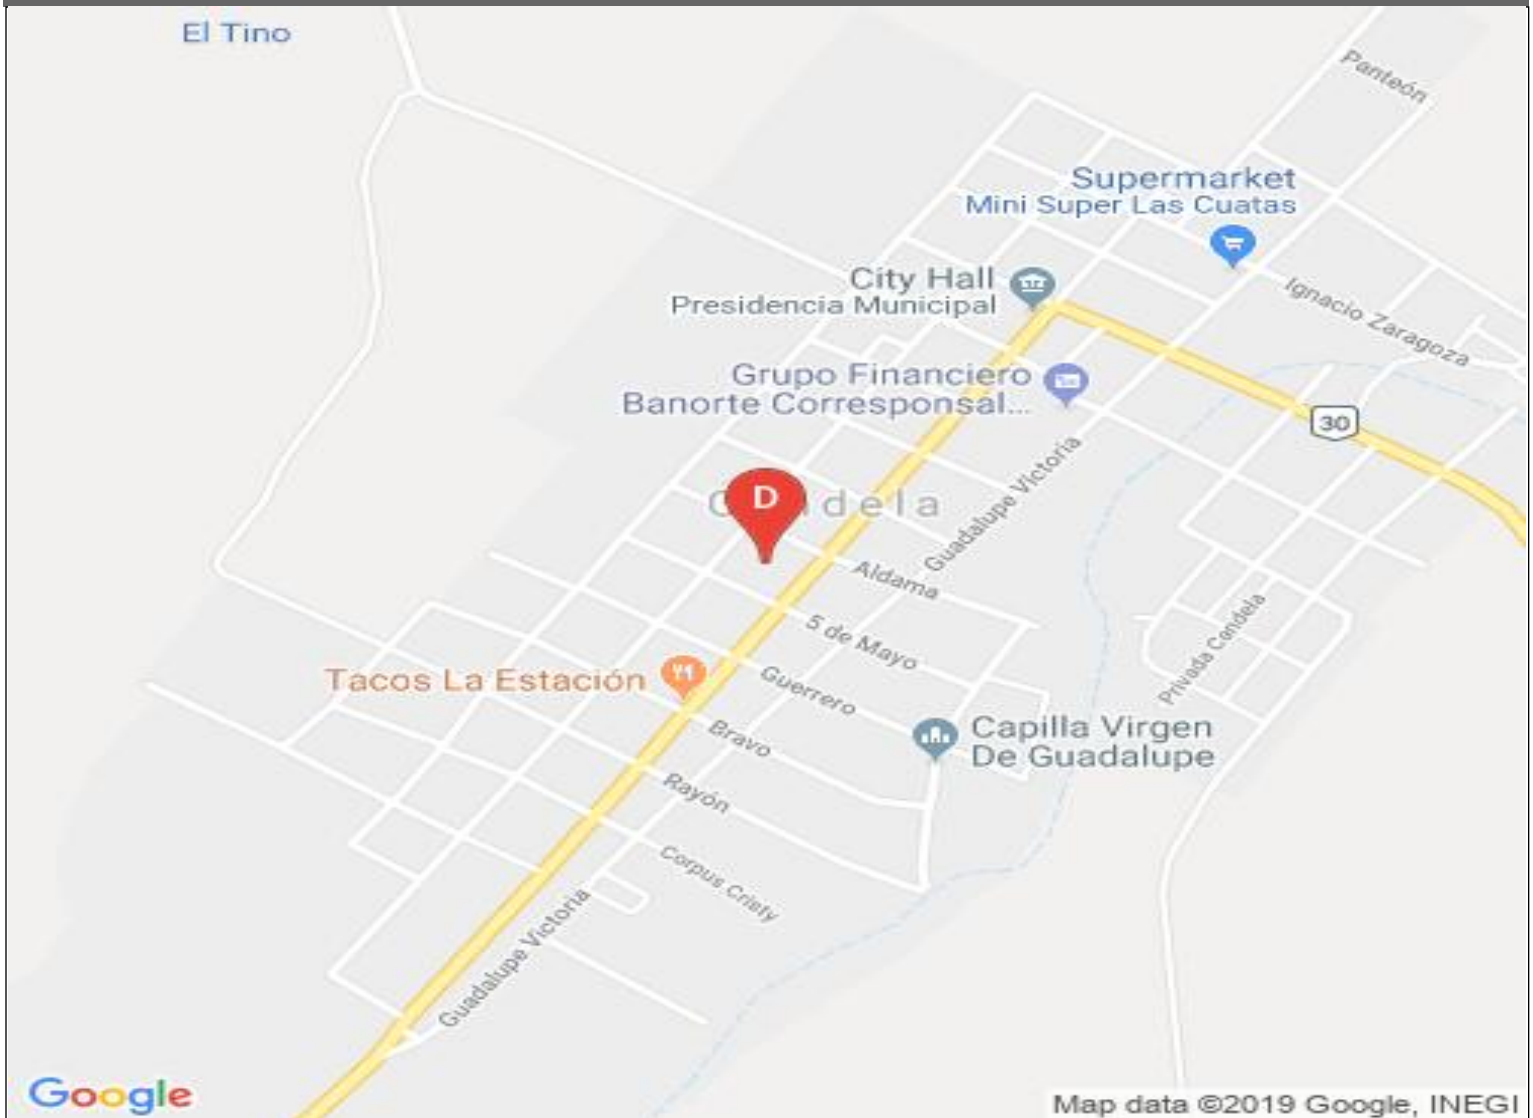 El Tino
Panteón
Supermarket
Mini Super Las Cuatas
City Hall
Presidencia Municipal
Ignacio Zaragoza
Grupo Financiero
Banorte Corresponsal...
30
Guadalupe Victoria
D
dela
Aldama
5 de Mayo
Privada Candela
Tacos La Estación
Guerrero
Capilla Virgen
De Guadalupe
Bravo
Rayón
Corpus Cristy
Guadalupe Victoria
Google
Map data ©2019 Google, INEGI